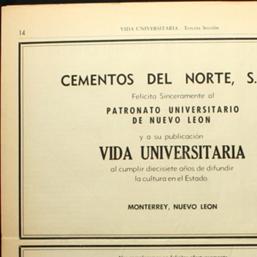 14
VIDA UNIVERSITARIA - Tercera Sección
CEMENTOS DEL NORTE, S.
Felicita Sinceramente al
PATRONATO UNIVERSITARIO
DE NUEVO LEON
y a su publicación
VIDA UNIVERSITARIA
al cumplir diecisiete años de difundir
la cultura en el Estado
MONTERREY, NUEVO LEON